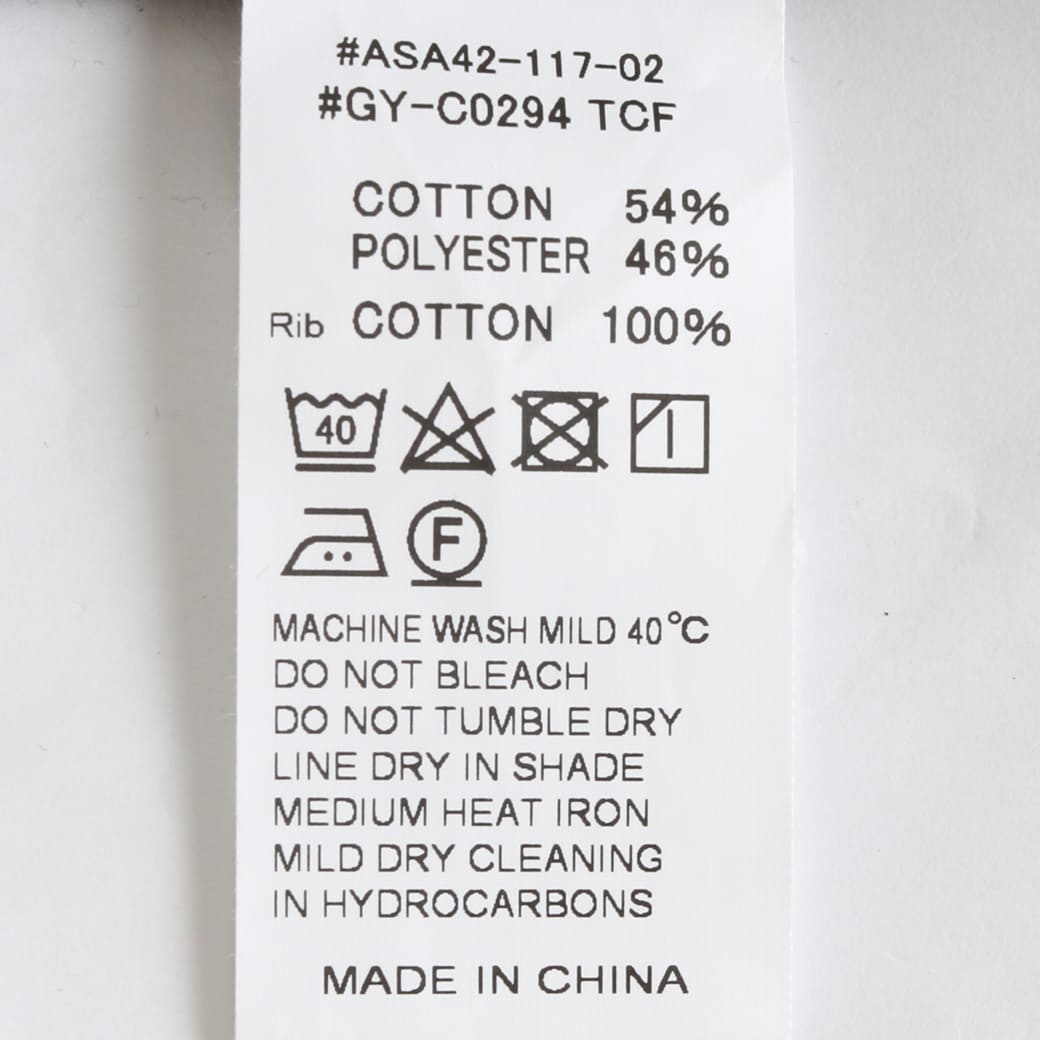 #ASA42-117-02
#GY-C0294 TCF
COTTON 54%
POLYESTER 46%
Rib COTTON 100%
40
F
MACHINE WASH MILD 40°C
DO NOT BLEACH
DO NOT TUMBLE DRY
LINE DRY IN SHADE
MEDIUM HEAT IRON
MILD DRY CLEANING
IN HYDROCARBONS
MADE IN CHINA